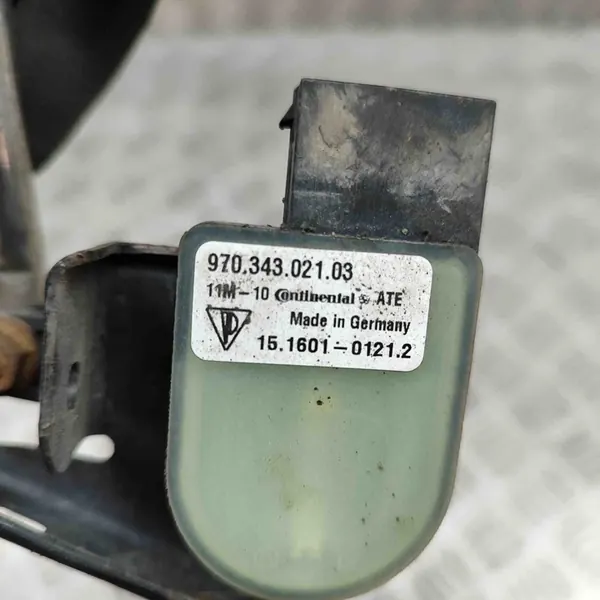 970.343.021.03
11M-10 Continental ATE
Made in Germany
15.1601-0121.2